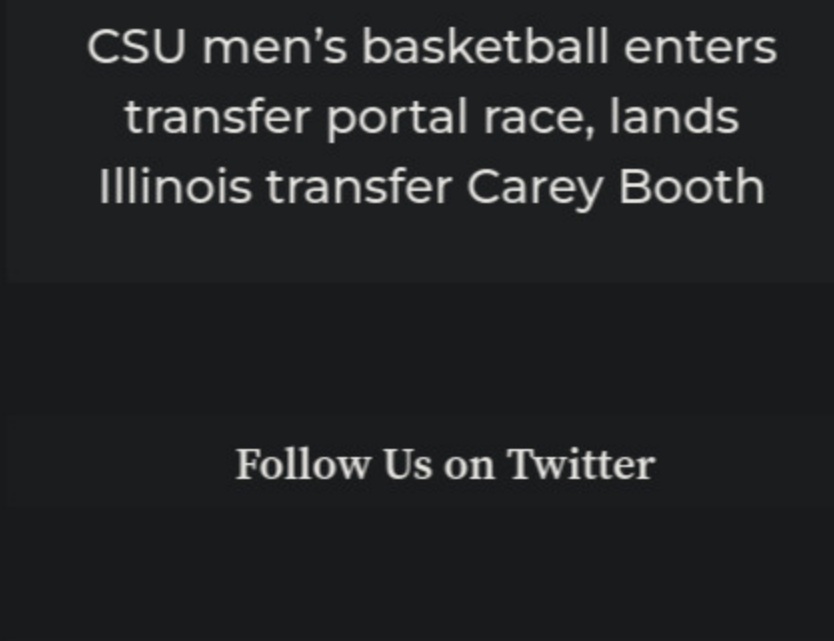 CSU men’s basketball enters
transfer portal race, lands
Illinois transfer Carey Booth
Follow Us on Twitter